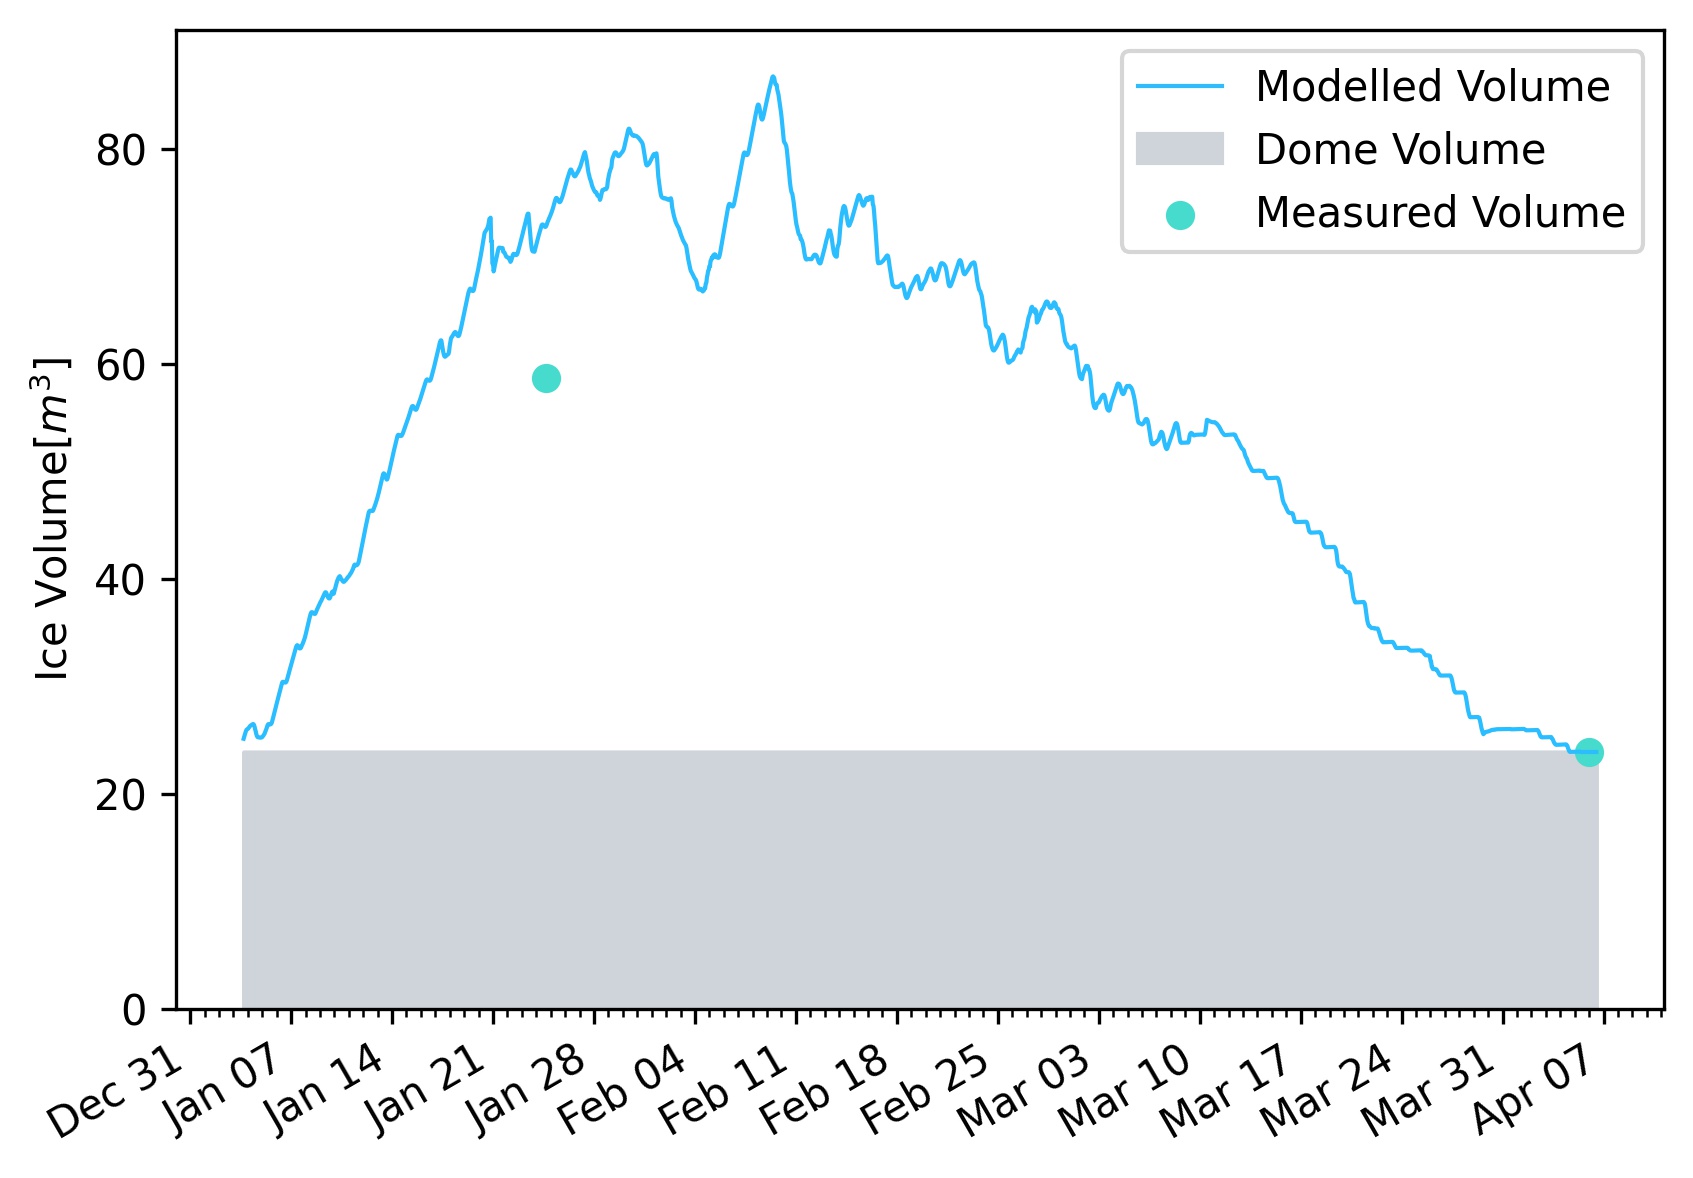 Modelled Volume
Dome Volume
Measured Volume
Ice Volume[m³]
80
60
40
20
0
Dec 31
Jan 07
Jan 14
Jan 21
Jan 28
Feb 04
Feb 11
Feb 18
Feb 25
Mar 03
Mar 10
Mar 17
Mar 24
Mar 31
Apr 07